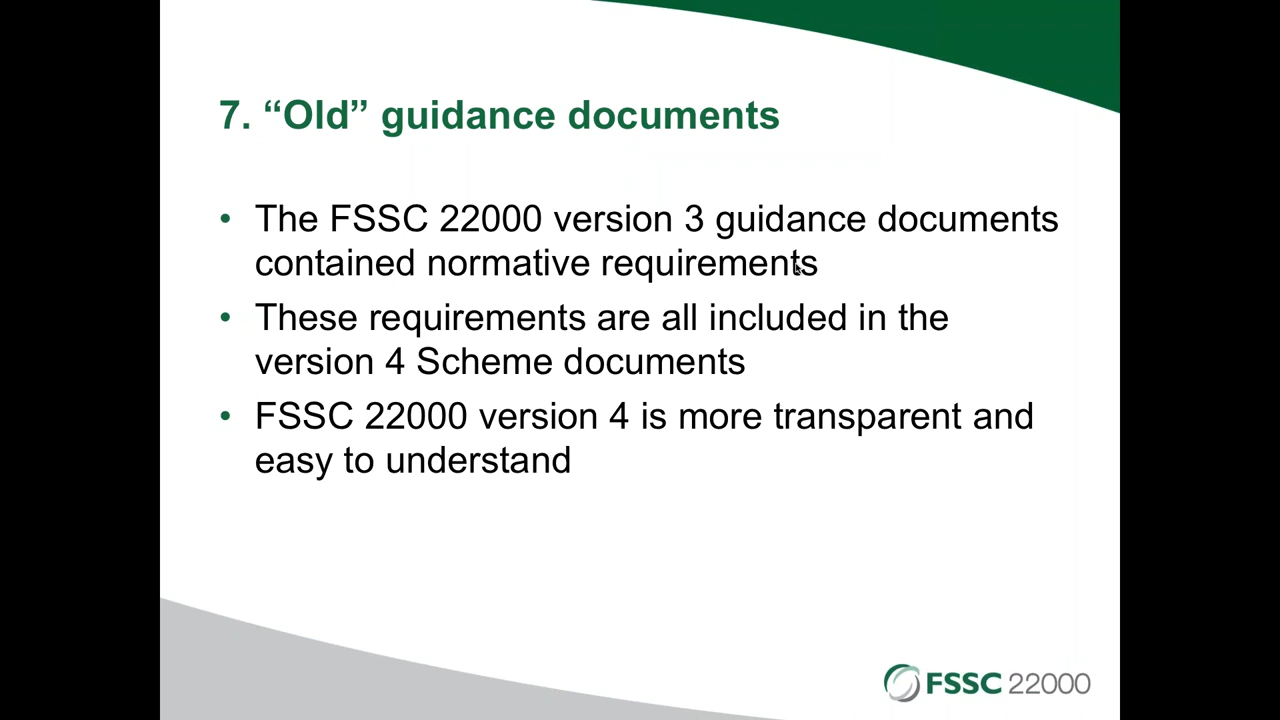 7. “Old” guidance documents
• The FSSC 22000 version 3 guidance documents
contained normative requirements
• These requirements are all included in the
version 4 Scheme documents
• FSSC 22000 version 4 is more transparent and
easy to understand
FSSC 22000